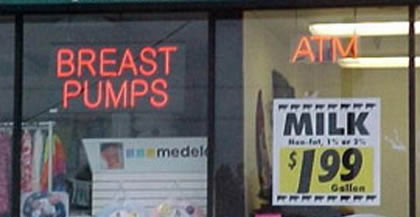 BREAST
PUMPS
ATM
medela
MILK
Non-fat, 1% or 2%
$1.99
Gallon